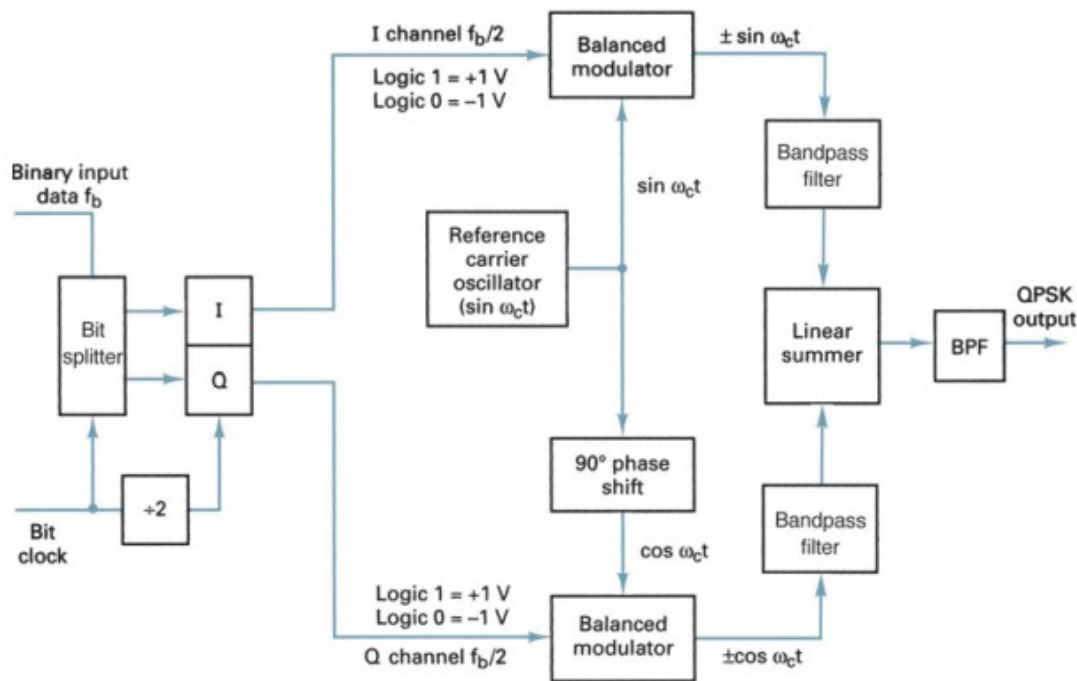 I channel f_b/2
Logic 1 = +1 V
Logic 0 = –1 V
Balanced
modulator
± sin ω_ct
Bandpass
filter
Binary input
data f_b
sin ω_ct
Reference
carrier
oscillator
(sin ω_ct)
Bit
splitter
I
Q
Linear
summer
BPF
QPSK
output
÷2
Bit
clock
90° phase
shift
cos ω_ct
Bandpass
filter
Logic 1 = +1 V
Logic 0 = –1 V
Q channel f_b/2
Balanced
modulator
±cos ω_ct